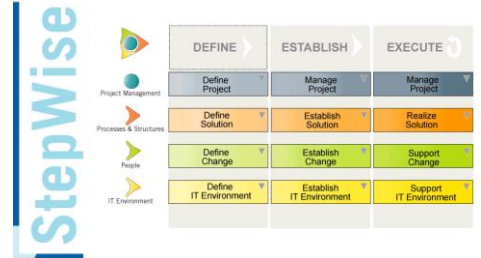 StepWise
DEFINE
ESTABLISH
EXECUTE
Project Management
Define
Project
Manage
Project
Manage
Project
Processes & Structures
Define
Solution
Establish
Solution
Realize
Solution
People
Define
Change
Establish
Change
Support
Change
IT Environment
Define
IT Environment
Establish
IT Environment
Support
IT Environment